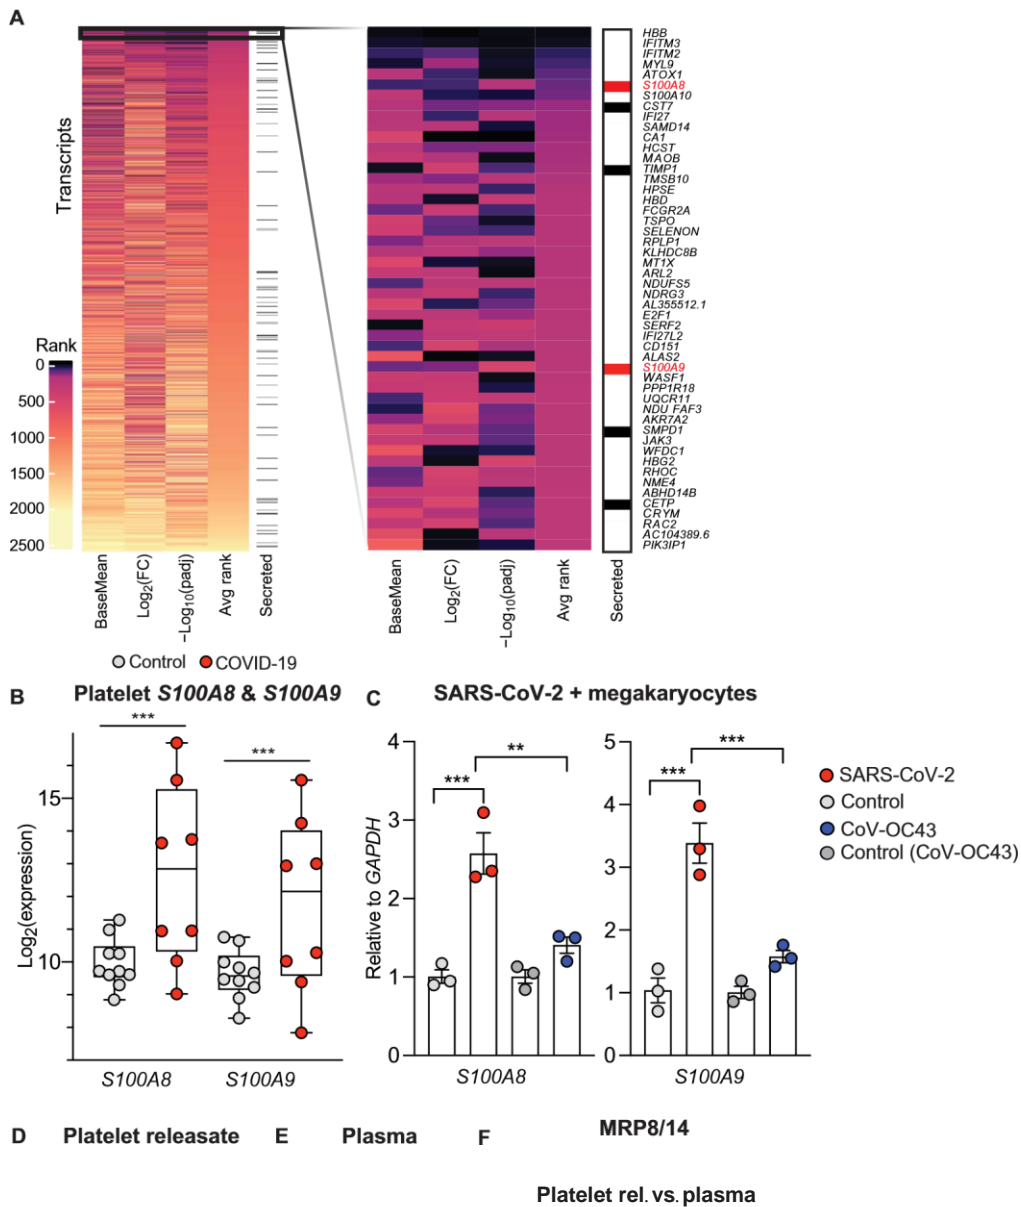 A
Transcripts
Rank
0
500
1000
1500
2000
2500
BaseMean
Log2(FC)
−Log10(padj)
Avg rank
Secreted
HBB
IFITM3
IFITM2
MYL9
ATOX1
S100A8
S100A10
CST7
IFI27
SAMD14
CA1
HCST
MAOB
TIMP1
TMSB10
HPSE
HBD
FCGR2A
TSPO
SELENON
RPLP1
KLHDC8B
MT1X
ARL2
NDUFS5
NDRG3
AL355512.1
E2F1
SERF2
IFI27L2
CD151
ALAS2
S100A9
WASF1
PPP1R18
UQCR11
NDU FAF3
AKR7A2
SMPD1
JAK3
WFDC1
HBG2
RHOC
NME4
ABHD14B
CETP
CRYM
RAC2
AC104389.6
PIK3IP1
BaseMean
Log2(FC)
−Log10(padj)
Avg rank
Secreted
Control COVID-19
B Platelet S100A8 & S100A9
***
***
Log2(expression)
15
10
S100A8 S100A9
C SARS-CoV-2 + megakaryocytes
Relative to GAPDH
4
3
2
1
0
***
**
S100A8
5
4
3
2
1
0
***
***
S100A9
SARS-CoV-2
Control
CoV-OC43
Control (CoV-OC43)
D Platelet releasate
E Plasma
F MRP8/14
Platelet rel. vs. plasma